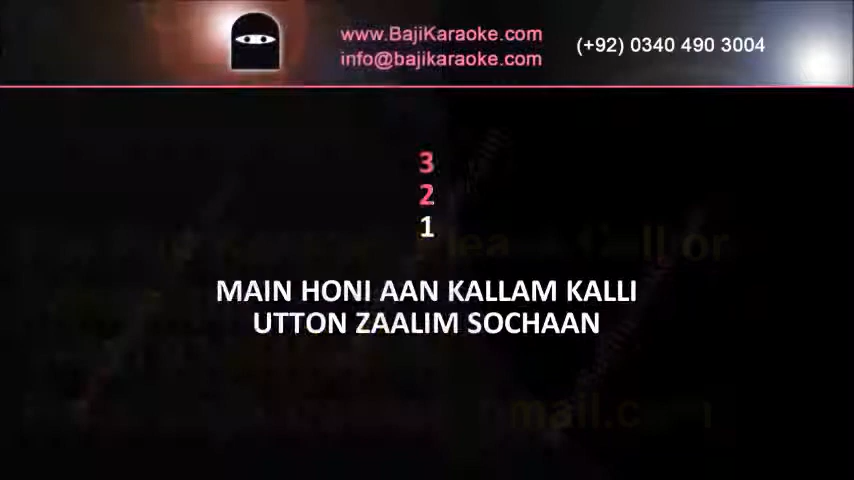 www.BajiKaraoke.com
info@bajikaraoke.com
(+92) 0340 490 3004
3
2
1
MAIN HONI AAN KALLAM KALLI
UTTON ZAALIM SOCHAAN